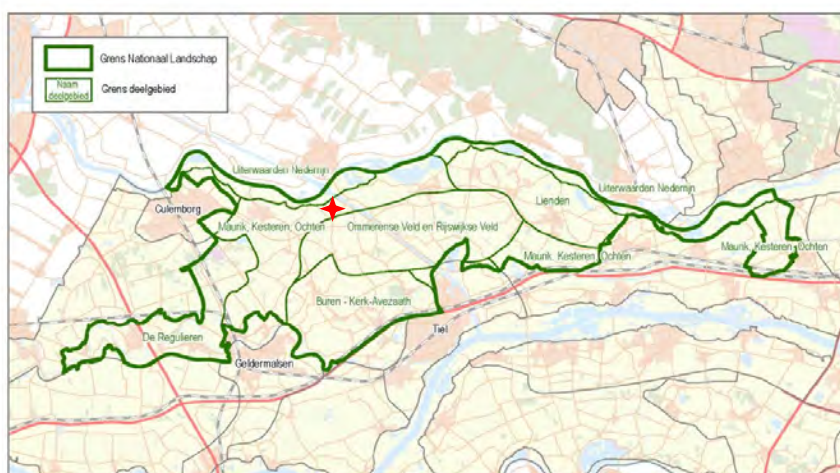 Grens Nationaal Landschap
Naam
deelgebied
Grens deelgebied
Uiterwaarden Nederrijn
Culemborg
Maurik, Kesteren, Ochten
Ommerense Veld en Rijswijkse Veld
Lienden
Uiterwaarden Nederrijn
Maurik, Kesteren, Ochten
Maurik, Kesteren, Ochten
Buren - Kerk-Avezaath
Tiel
De Regulieren
Geldermalsen